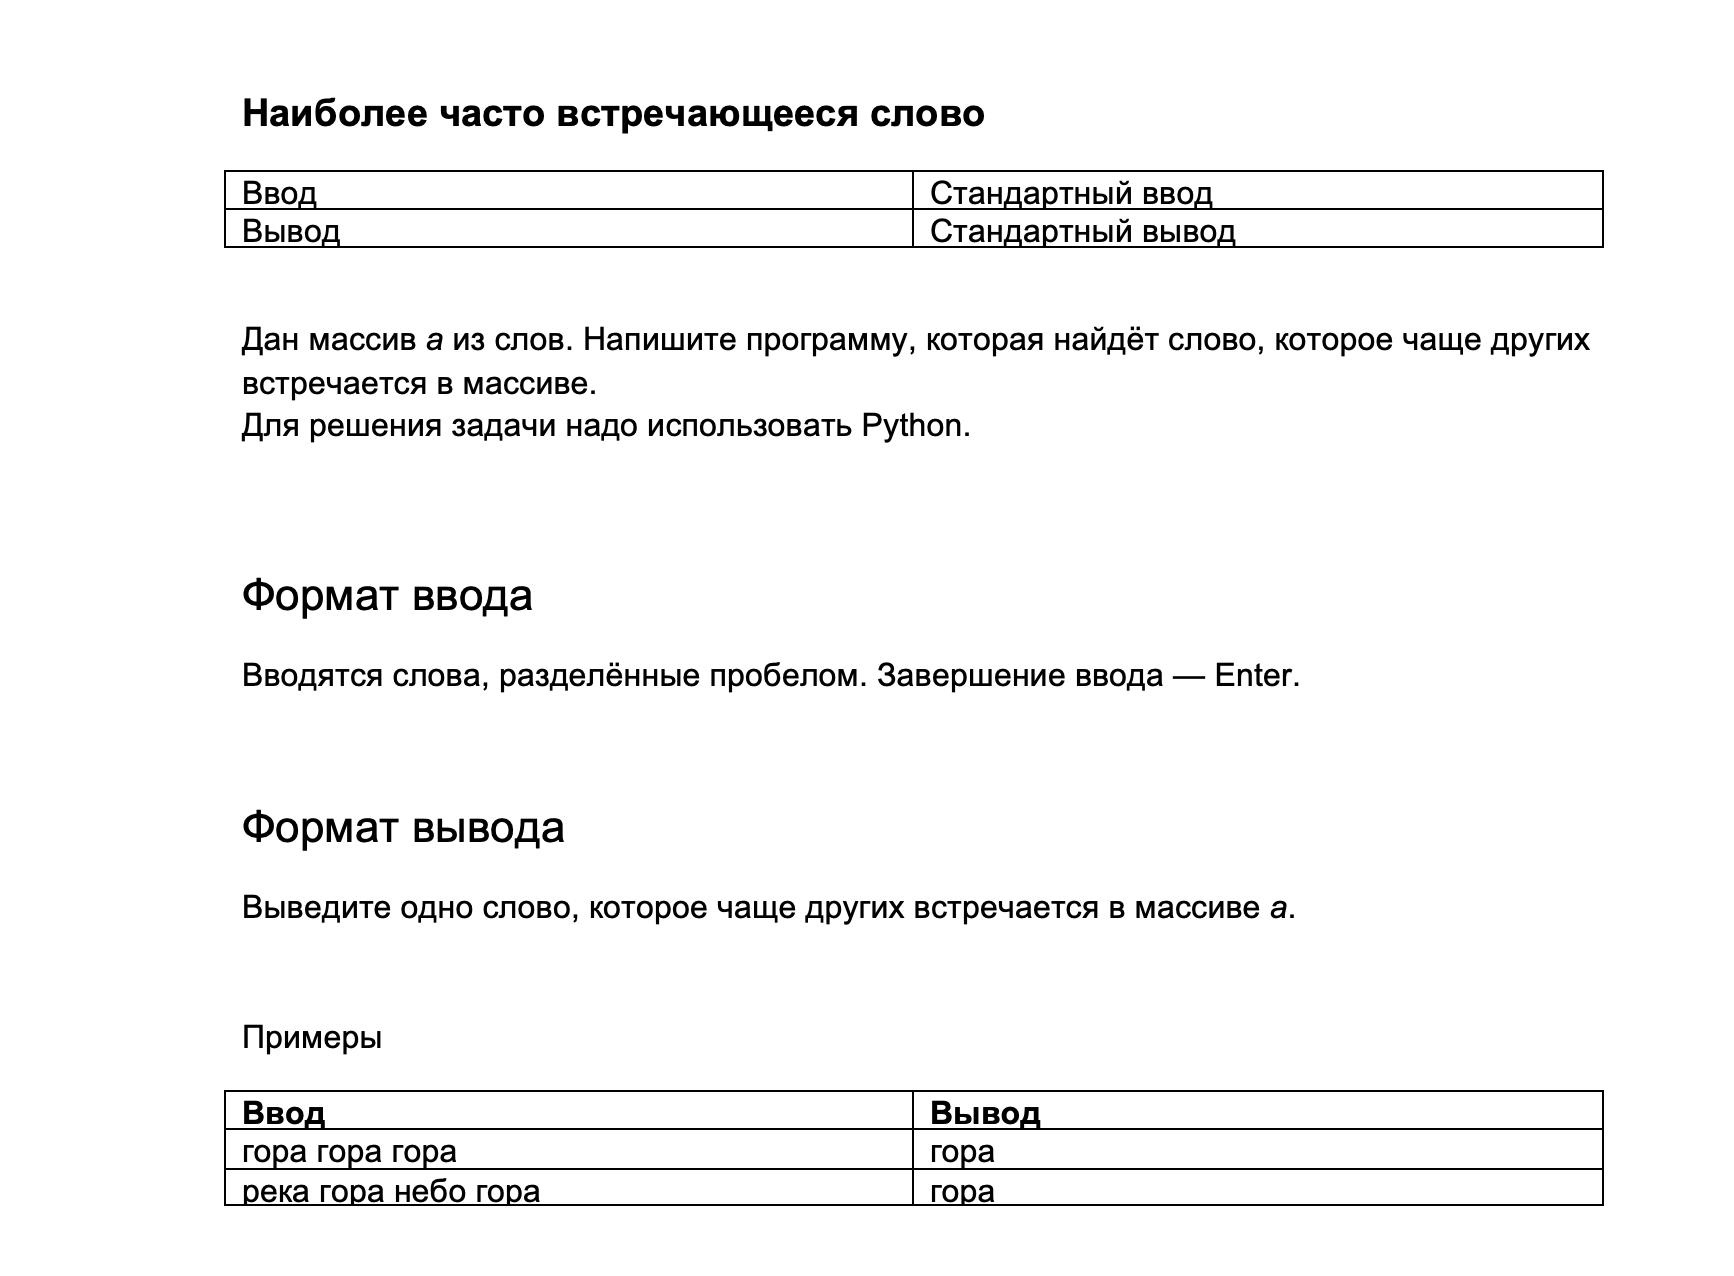 Наиболее часто встречающееся слово
Ввод Стандартный ввод
Вывод Стандартный вывод
Дан массив a из слов. Напишите программу, которая найдёт слово, которое чаще других
встречается в массиве.
Для решения задачи надо использовать Python.
Формат ввода
Вводятся слова, разделённые пробелом. Завершение ввода — Enter.
Формат вывода
Выведите одно слово, которое чаще других встречается в массиве a.
Примеры
Ввод Вывод
гора гора гора гора
река гора небо гора гора